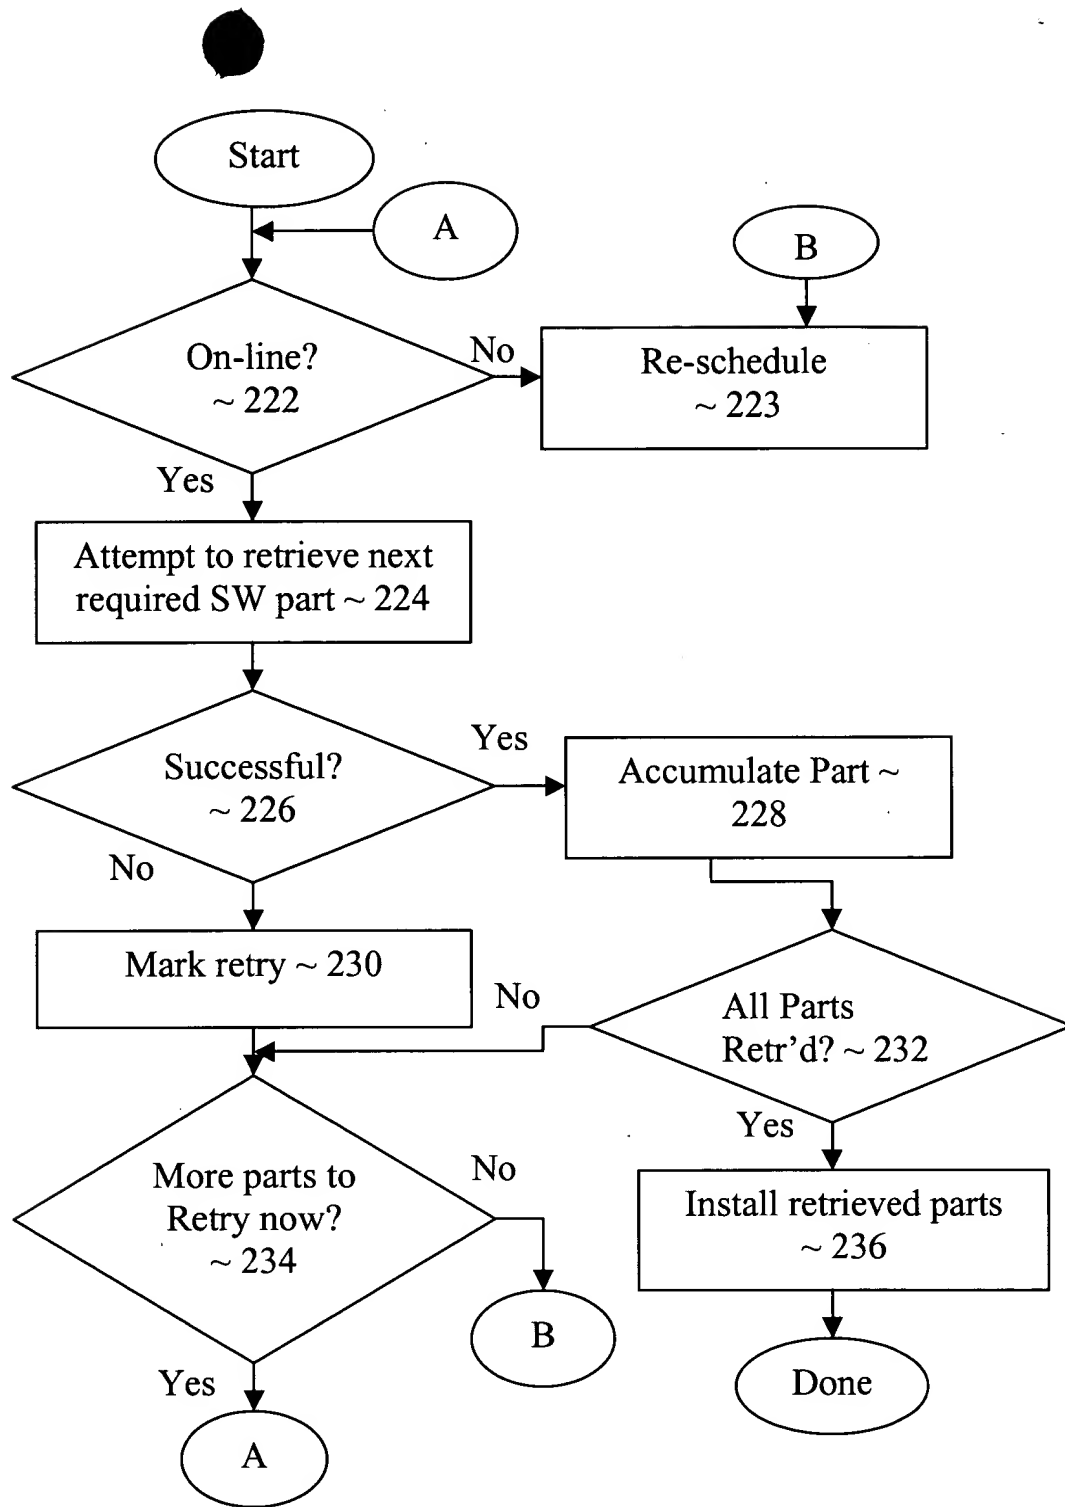 Start
A
B
On-line?
~ 222
No
Re-schedule
~ 223
Yes
Attempt to retrieve next
required SW part ~ 224
Successful?
~ 226
Yes
Accumulate Part ~
228
No
Mark retry ~ 230
No
All Parts
Retr'd? ~ 232
Yes
More parts to
Retry now?
~ 234
No
Install retrieved parts
~ 236
B
Yes
Done
A